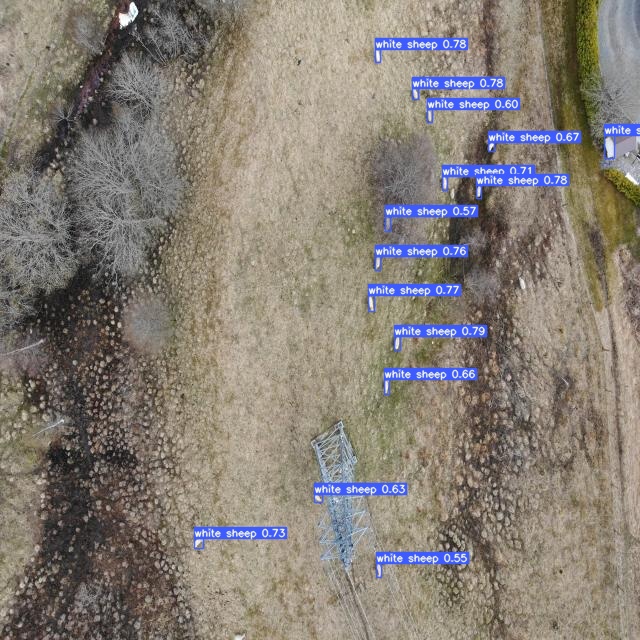 white sheep 0.78
white sheep 0.78
white sheep 0.60
white s
white sheep 0.67
white sheep 0.71
white sheep 0.78
white sheep 0.57
white sheep 0.76
white sheep 0.77
white sheep 0.79
white sheep 0.66
white sheep 0.63
white sheep 0.73
white sheep 0.55